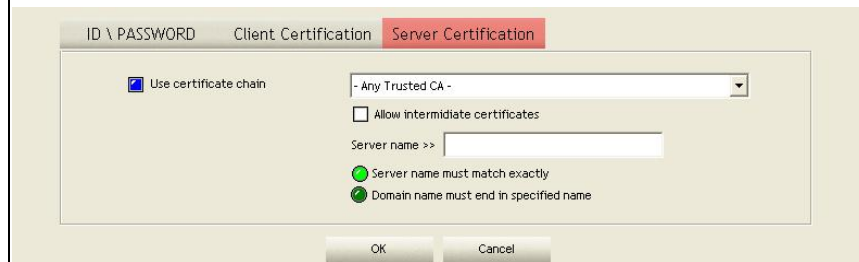 ID \ PASSWORD Client Certification Server Certification
Use certificate chain - Any Trusted CA -
Allow intermidiate certificates
Server name >>
Server name must match exactly
Domain name must end in specified name
OK Cancel